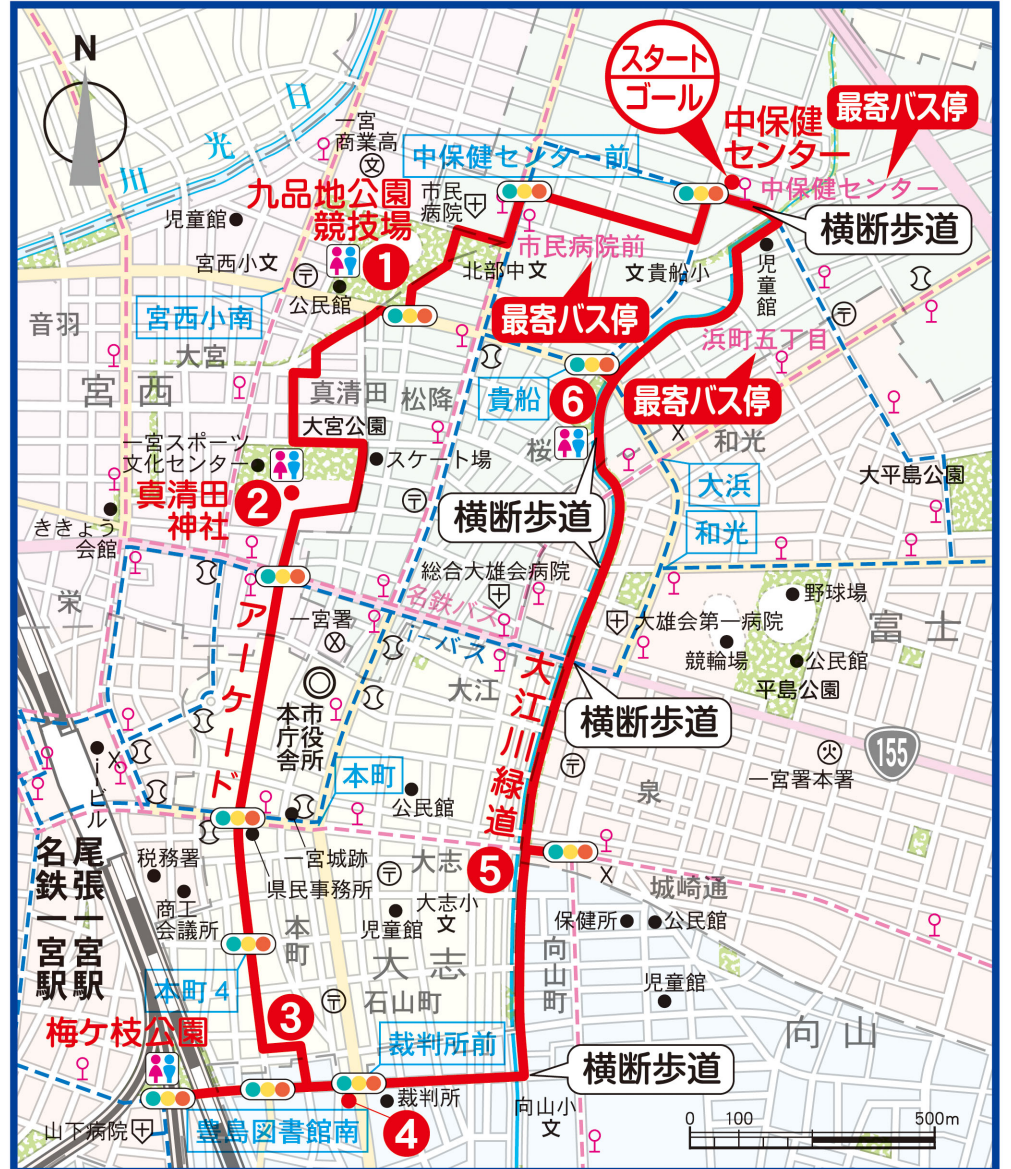 N
日
光
川
スタート
ゴール
中保健
センター
最寄バス停
一宮
商業高
文
中保健センター前
中保健センター
横断歩道
九品地公園
競技場
市民
病院
児童館
宮西小文
〒
1
公民館
北部中文
市民病院前
文貴船小
児童館
最寄バス停
宮西小南
音羽
大宮
宮西
真清田
松降
貴船
6
浜町五丁目
最寄バス停
〒
大宮公園
一宮スポーツ
文化センター
スケート場
桜
X
和光
大平島公園
真清田
神社
2
〒
横断歩道
大浜
和光
ききょう
会館
総合大雄会病院
名鉄バス
i-バス
栄
アーケード
一宮署
大雄会第一病院
野球場
富士
競輪場
公民館
平島公園
大江
大江川緑道
横断歩道
市役所
本庁舎
本町
公民館
〒
泉
155
火
一宮署本署
iビル
X
一宮城跡
県民事務所
大志
〒
5
X
城崎通
尾張一宮駅
名鉄一宮駅
税務署
商工
会議所
児童館
大志小
文
保健所
公民館
本町
大志
向山町
児童館
本町4
石山町
〒
向山
梅ケ枝公園
3
裁判所前
横断歩道
裁判所
豊島図書館南
4
向山小
文
山下病院
0 100 500m